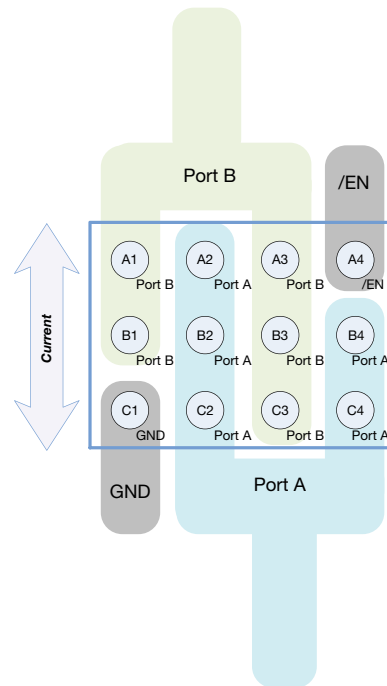 Port B
/EN
A1
A2
A3
A4
Port B
Port A
Port B
/EN
Current
B1
B2
B3
B4
Port B
Port A
Port B
Port A
C1
C2
C3
C4
GND
Port A
Port B
Port A
GND
Port A